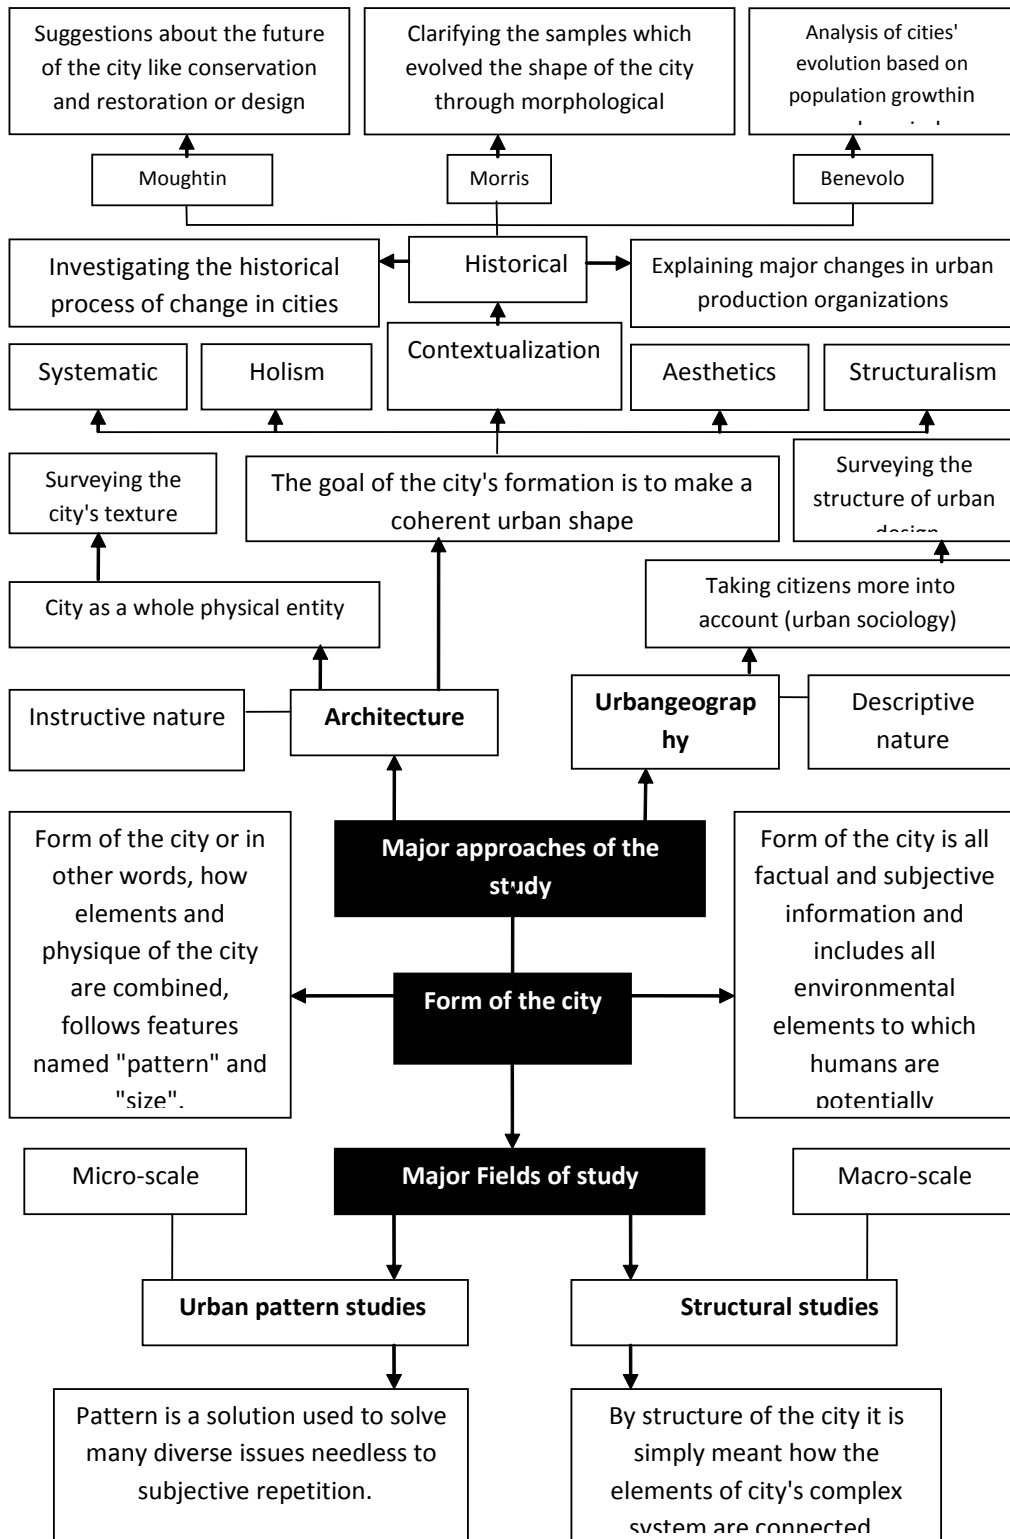 Suggestions about the future
of the city like conservation
and restoration or design
Clarifying the samples which
evolved the shape of the city
through morphological
Analysis of cities'
evolution based on
population growthin
Moughtin
Morris
Benevolo
Investigating the historical
process of change in cities
Historical
Explaining major changes in urban
production organizations
Systematic
Holism
Contextualization
Aesthetics
Structuralism
Surveying the
city's texture
The goal of the city's formation is to make a
coherent urban shape
Surveying the
structure of urban
design
City as a whole physical entity
Taking citizens more into
account (urban sociology)
Instructive nature
Architecture
Urbangeograp
hy
Descriptive
nature
Form of the city or in
other words, how
elements and
physique of the city
are combined,
follows features
named "pattern" and
"size".
Major approaches of the
study
Form of the city is all
factual and subjective
information and
includes all
environmental
elements to which
humans are
potentially
Form of the city
Micro-scale
Major Fields of study
Macro-scale
Urban pattern studies
Structural studies
Pattern is a solution used to solve
many diverse issues needless to
subjective repetition.
By structure of the city it is
simply meant how the
elements of city's complex
system are connected